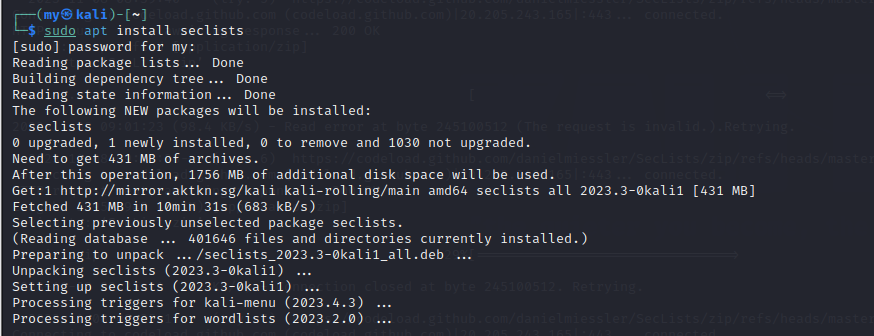 ┌──(my㉿kali)-[~]
└─$ sudo apt install seclists
[sudo] password for my:
Reading package lists... Done
Building dependency tree... Done
Reading state information... Done
The following NEW packages will be installed:
  seclists
0 upgraded, 1 newly installed, 0 to remove and 1030 not upgraded.
Need to get 431 MB of archives.
After this operation, 1756 MB of additional disk space will be used.
Get:1 http://mirror.aktkn.sg/kali kali-rolling/main amd64 seclists all 2023.3-0kali1 [431 MB]
Fetched 431 MB in 10min 31s (683 kB/s)
Selecting previously unselected package seclists.
(Reading database ... 401646 files and directories currently installed.)
Preparing to unpack .../seclists_2023.3-0kali1_all.deb ...
Unpacking seclists (2023.3-0kali1) ...
Setting up seclists (2023.3-0kali1) ...
Processing triggers for kali-menu (2023.4.3) ...
Processing triggers for wordlists (2023.2.0) ...